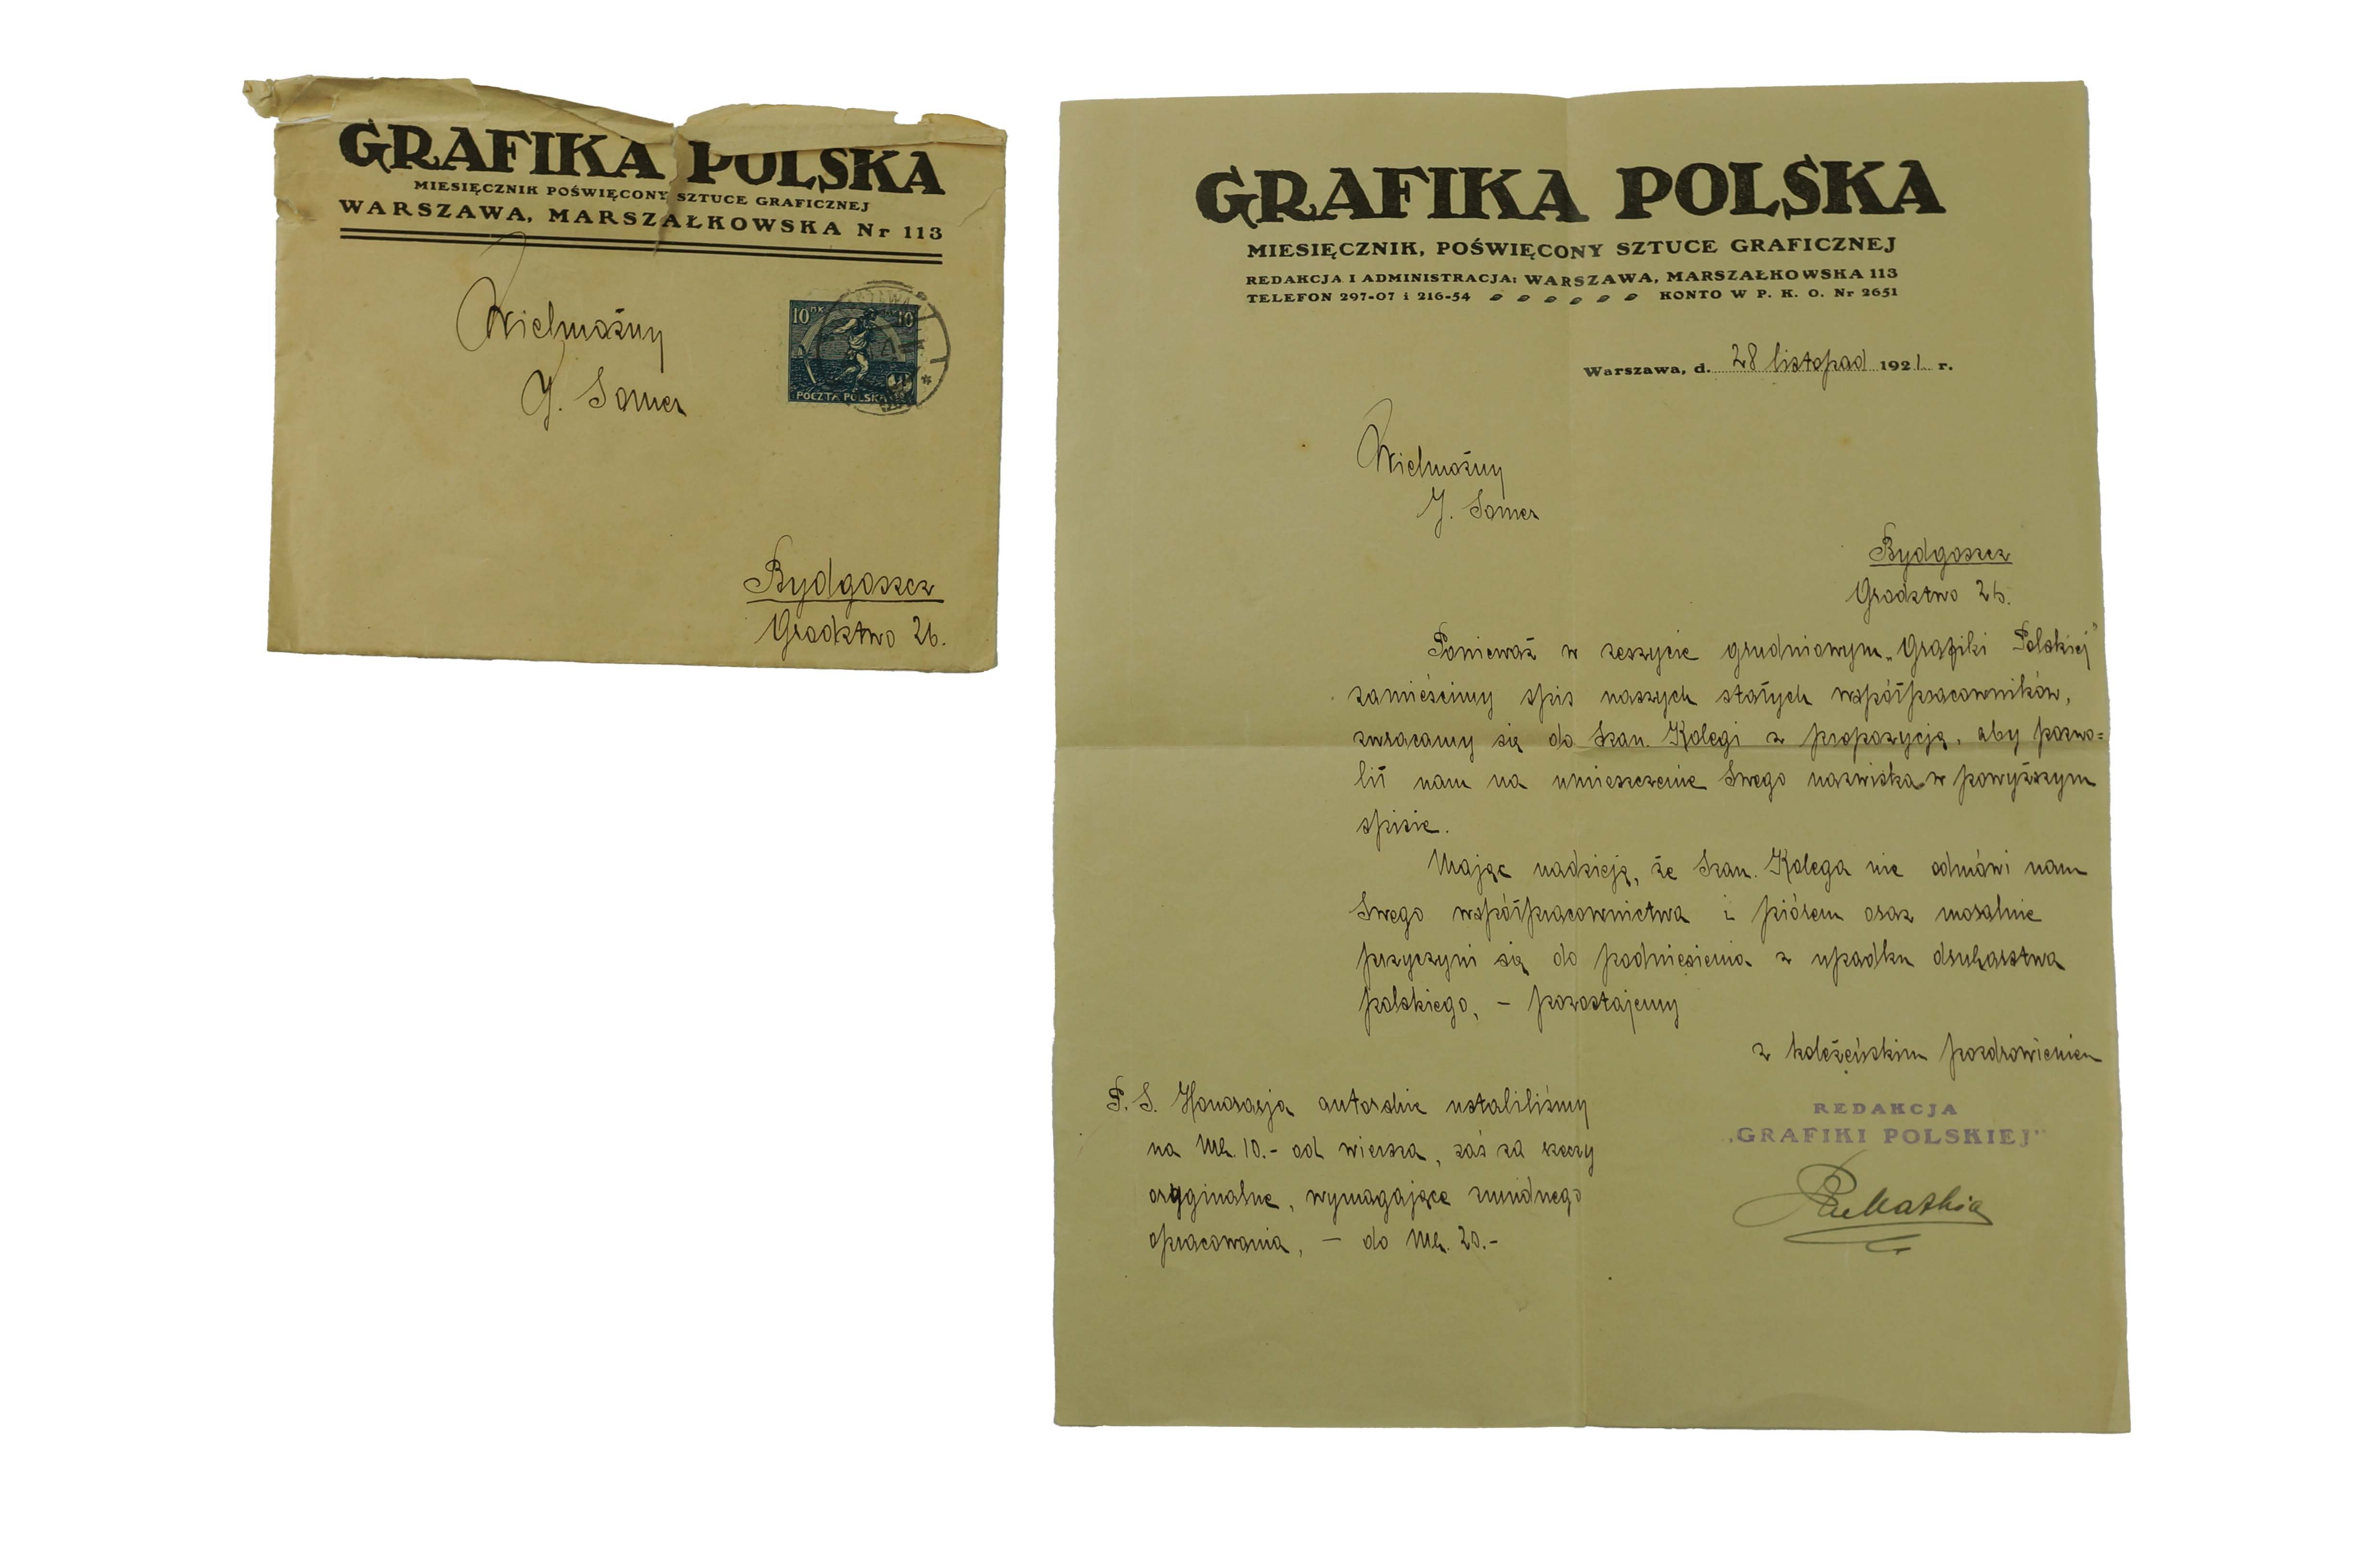 GRAFIKA POLSKA
MIESIĘCZNIK POŚWIĘCONY SZTUCE GRAFICZNEJ
WARSZAWA, MARSZAŁKOWSKA Nr 113
10
10
POCZTA POLSKA
Wielmożny
J. Somer
Bydgoszcz
Grodztwo 26.
GRAFIKA POLSKA
MIESIĘCZNIK, POŚWIĘCONY SZTUCE GRAFICZNEJ
REDAKCJA I ADMINISTRACJA: WARSZAWA, MARSZAŁKOWSKA 113
TELEFON 297-07 i 216-54 KONTO W P. K. O. Nr 2651
Warszawa, d. 28 listopad 1921 r.
Wielmożny
J. Somer
Bydgoszcz
Grodztwo 26.
Ponieważ w zeszycie grudniowym „Grafiki Polskiej"
zamieścimy spis naszych stałych współpracowników,
zwracamy się do Szan. Kolegi z propozycją, aby pozwo=
lił nam na umieszczenie Swego nazwiska w powyższym
spisie.
Mając nadzieję, że Szan. Kolega nie odmówi nam
Swego współpracownictwa i piórem oraz moralnie
przyczyni się do podniesienia z upadku drukarstwa
polskiego, – pozostajemy
z koleżeńskim pozdrowieniem
REDAKCJA
„GRAFIKI POLSKIEJ"
P. S. Honorarja autorskie ustaliliśmy
na Mk. 10.- od wiersza, zaś za rzeczy
oryginalne, wymagające żmudnego
opracowania, – do Mk. 20.-